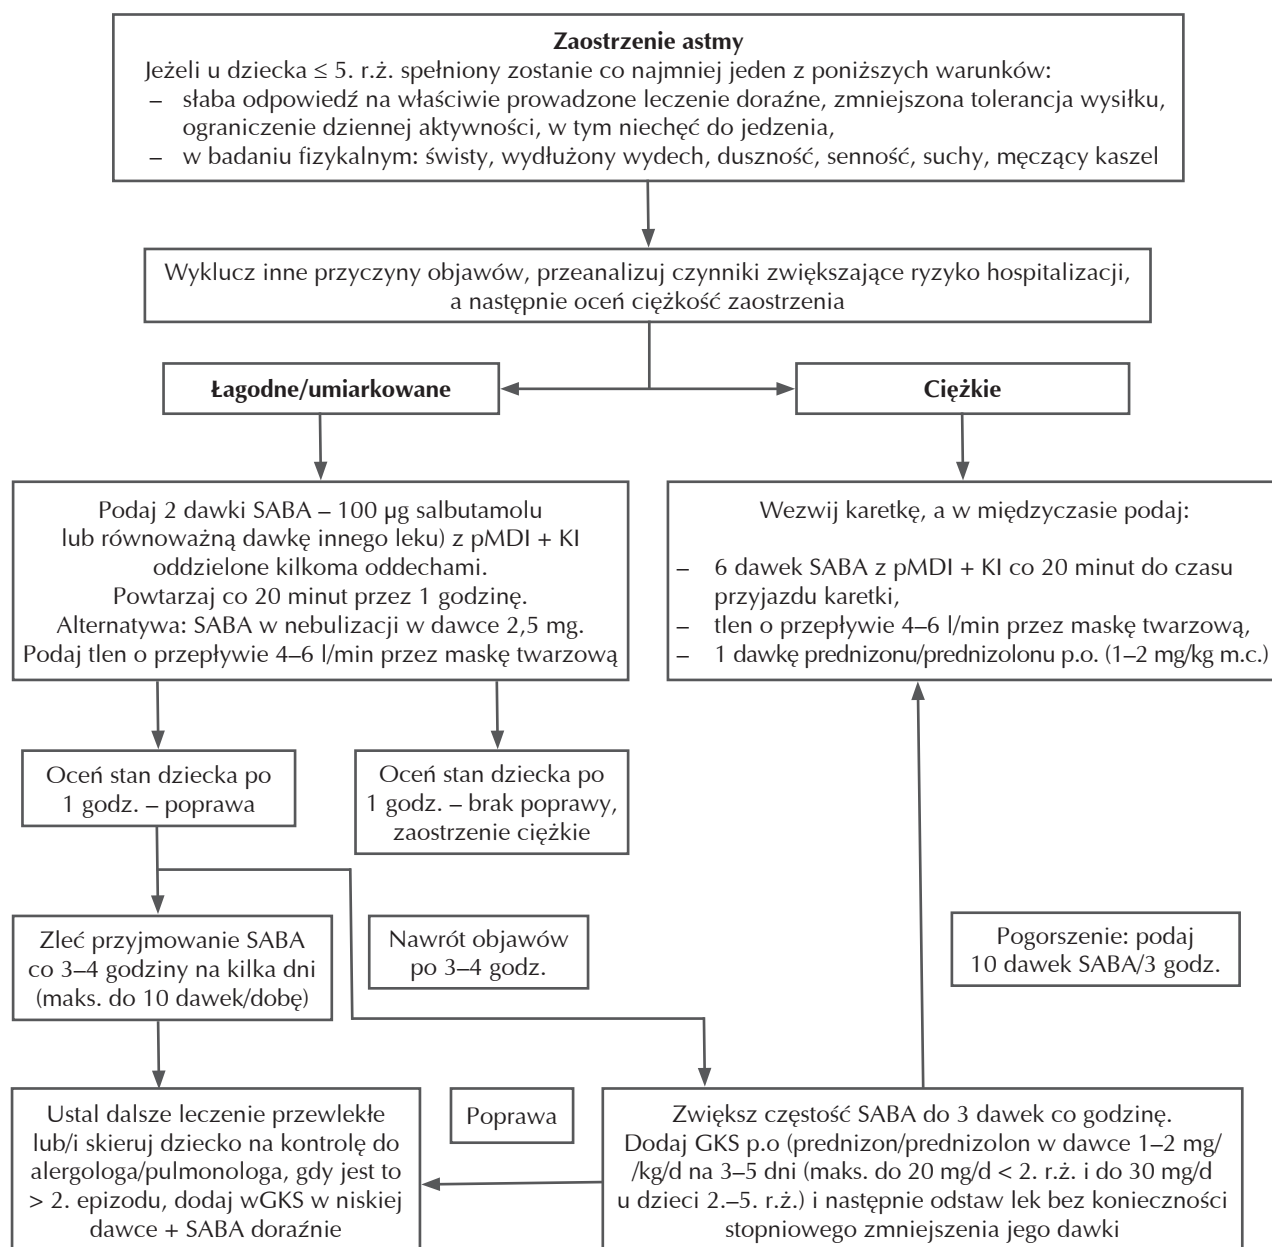 Zaostrzenie astmy
Jeżeli u dziecka ≤ 5. r.ż. spełniony zostanie co najmniej jeden z poniższych warunków:
– słaba odpowiedź na właściwie prowadzone leczenie doraźne, zmniejszona tolerancja wysiłku,
ograniczenie dziennej aktywności, w tym niechęć do jedzenia,
– w badaniu fizykalnym: świsty, wydłużony wydech, duszność, senność, suchy, męczący kaszel
Wyklucz inne przyczyny objawów, przeanalizuj czynniki zwiększające ryzyko hospitalizacji,
a następnie oceń ciężkość zaostrzenia
Łagodne/umiarkowane
Ciężkie
Podaj 2 dawki SABA – 100 µg salbutamolu
lub równoważną dawkę innego leku) z pMDI + KI
oddzielone kilkoma oddechami.
Powtarzaj co 20 minut przez 1 godzinę.
Alternatywa: SABA w nebulizacji w dawce 2,5 mg.
Podaj tlen o przepływie 4–6 l/min przez maskę twarzową
Wezwij karetkę, a w międzyczasie podaj:
– 6 dawek SABA z pMDI + KI co 20 minut do czasu
przyjazdu karetki,
– tlen o przepływie 4–6 l/min przez maskę twarzową,
– 1 dawkę prednizonu/prednizolonu p.o. (1–2 mg/kg m.c.)
Oceń stan dziecka po
1 godz. – poprawa
Oceń stan dziecka po
1 godz. – brak poprawy,
zaostrzenie ciężkie
Zleć przyjmowanie SABA
co 3–4 godziny na kilka dni
(maks. do 10 dawek/dobę)
Nawrót objawów
po 3–4 godz.
Pogorszenie: podaj
10 dawek SABA/3 godz.
Ustal dalsze leczenie przewlekłe
lub/i skieruj dziecko na kontrolę do
alergologa/pulmonologa, gdy jest to
> 2. epizodu, dodaj wGKS w niskiej
dawce + SABA doraźnie
Poprawa
Zwiększ częstość SABA do 3 dawek co godzinę.
Dodaj GKS p.o (prednizon/prednizolon w dawce 1–2 mg/
/kg/d na 3–5 dni (maks. do 20 mg/d < 2. r.ż. i do 30 mg/d
u dzieci 2.–5. r.ż.) i następnie odstaw lek bez konieczności
stopniowego zmniejszenia jego dawki